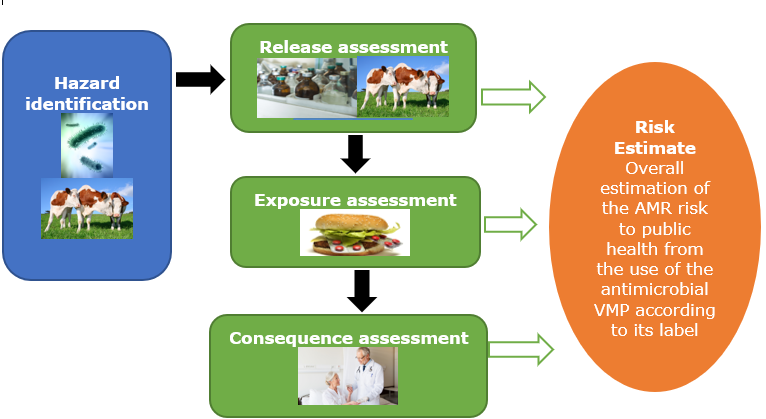 Hazard
identification
Release assessment
Exposure assessment
Consequence assessment
Risk
Estimate
Overall
estimation of
the AMR risk
to public
health from
the use of the
antimicrobial
VMP according
to its label